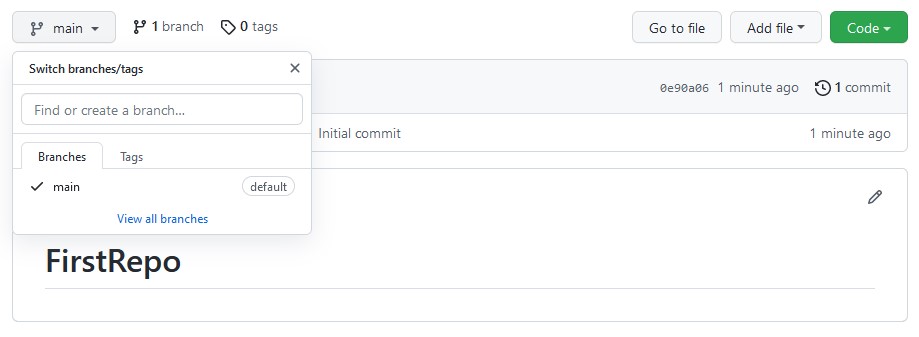 main 1 branch 0 tags Go to file Add file Code
Switch branches/tags
0e90a06 1 minute ago 1 commit
Find or create a branch...
Initial commit 1 minute ago
Branches Tags
main default
View all branches
FirstRepo